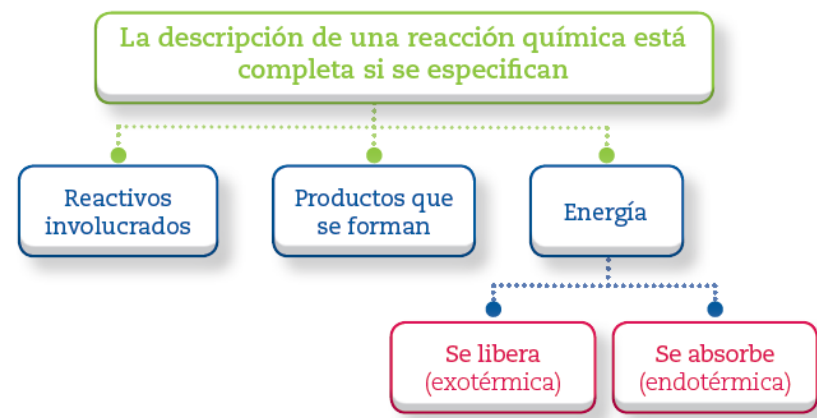 La descripción de una reacción química está
completa si se especifican
Reactivos
involucrados
Productos que
se forman
Energía
Se libera
(exotérmica)
Se absorbe
(endotérmica)